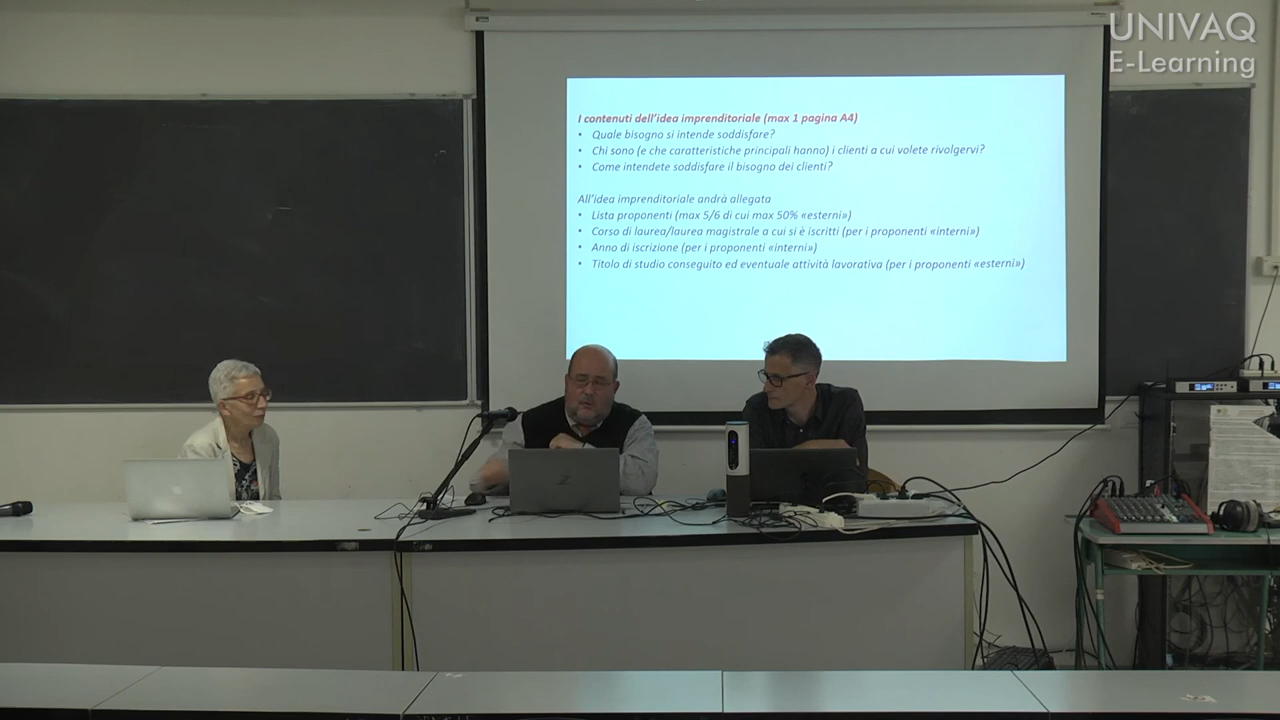 UNIVAQ
E-Learning
I contenuti dell'idea imprenditoriale (max 1 pagina A4)
• Quale bisogno si intende soddisfare?
• Chi sono (e che caratteristiche principali hanno) i clienti a cui volete rivolgervi?
• Come intendete soddisfare il bisogno dei clienti?
All'idea imprenditoriale andrà allegata
• Lista proponenti (max 5/6 di cui max 50% «esterni»)
• Corso di laurea/laurea magistrale a cui si è iscritti (per i proponenti «interni»)
• Anno di iscrizione (per i proponenti «interni»)
• Titolo di studio conseguito ed eventuale attività lavorativa (per i proponenti «esterni»)